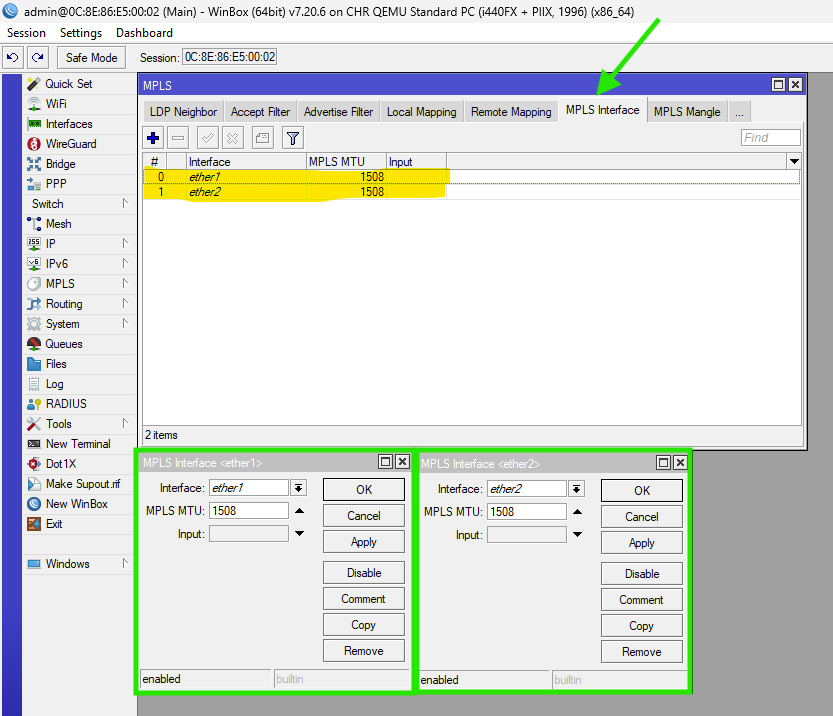 admin@0C:8E:86:E5:00:02 (Main) - WinBox (64bit) v7.20.6 on CHR QEMU Standard PC (i440FX + PIIX, 1996) (x86_64)
Session Settings Dashboard
Safe Mode Session: 0C:8E:86:E5:00:02
Quick Set
WiFi
Interfaces
WireGuard
Bridge
PPP
Switch
Mesh
IP
IPv6
MPLS
Routing
System
Queues
Files
Log
RADIUS
Tools
New Terminal
Dot1X
Make Supout.rif
New WinBox
Exit
Windows
MPLS
LDP Neighbor Accept Filter Advertise Filter Local Mapping Remote Mapping MPLS Interface MPLS Mangle ...
Find
# Interface MPLS MTU Input
0 ether1 1508
1 ether2 1508
2 items
MPLS Interface <ether1>
Interface: ether1
MPLS MTU: 1508
Input:
OK
Cancel
Apply
Disable
Comment
Copy
Remove
enabled builtin
MPLS Interface <ether2>
Interface: ether2
MPLS MTU: 1508
Input:
OK
Cancel
Apply
Disable
Comment
Copy
Remove
enabled builtin